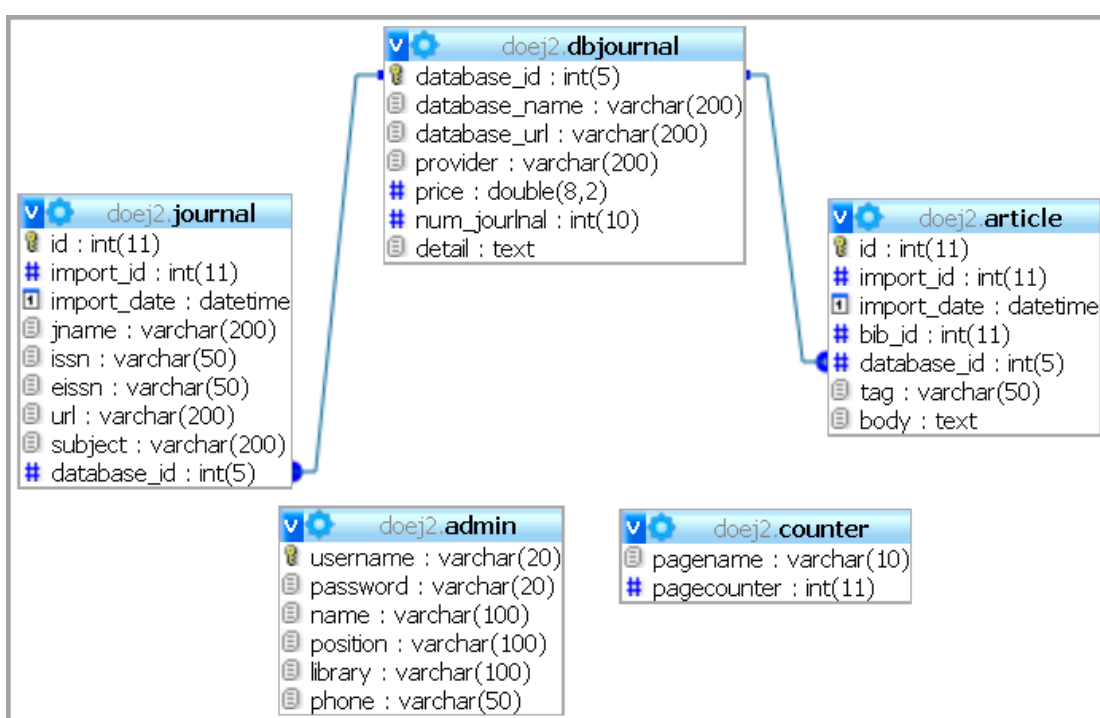 doej2.dbjournal
database_id : int(5)
database_name : varchar(200)
database_url : varchar(200)
provider : varchar(200)
price : double(8,2)
num_jourlnal : int(10)
detail : text
doej2.journal
id : int(11)
import_id : int(11)
import_date : datetime
jname : varchar(200)
issn : varchar(50)
eissn : varchar(50)
url : varchar(200)
subject : varchar(200)
database_id : int(5)
doej2.article
id : int(11)
import_id : int(11)
import_date : datetime
bib_id : int(11)
database_id : int(5)
tag : varchar(50)
body : text
doej2.admin
username : varchar(20)
password : varchar(20)
name : varchar(100)
position : varchar(100)
library : varchar(100)
phone : varchar(50)
doej2.counter
pagename : varchar(10)
pagecounter : int(11)